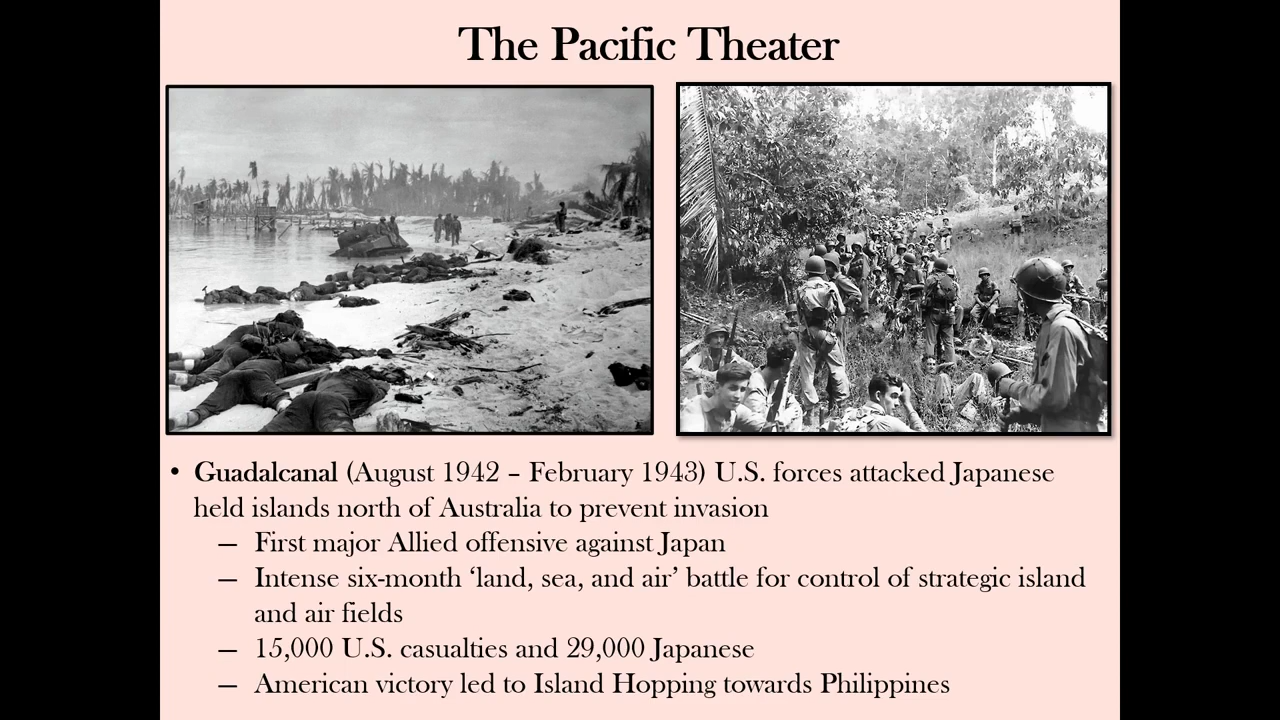 The Pacific Theater
• Guadalcanal (August 1942 – February 1943) U.S. forces attacked Japanese
held islands north of Australia to prevent invasion
– First major Allied offensive against Japan
– Intense six-month ‘land, sea, and air’ battle for control of strategic island
and air fields
– 15,000 U.S. casualties and 29,000 Japanese
– American victory led to Island Hopping towards Philippines